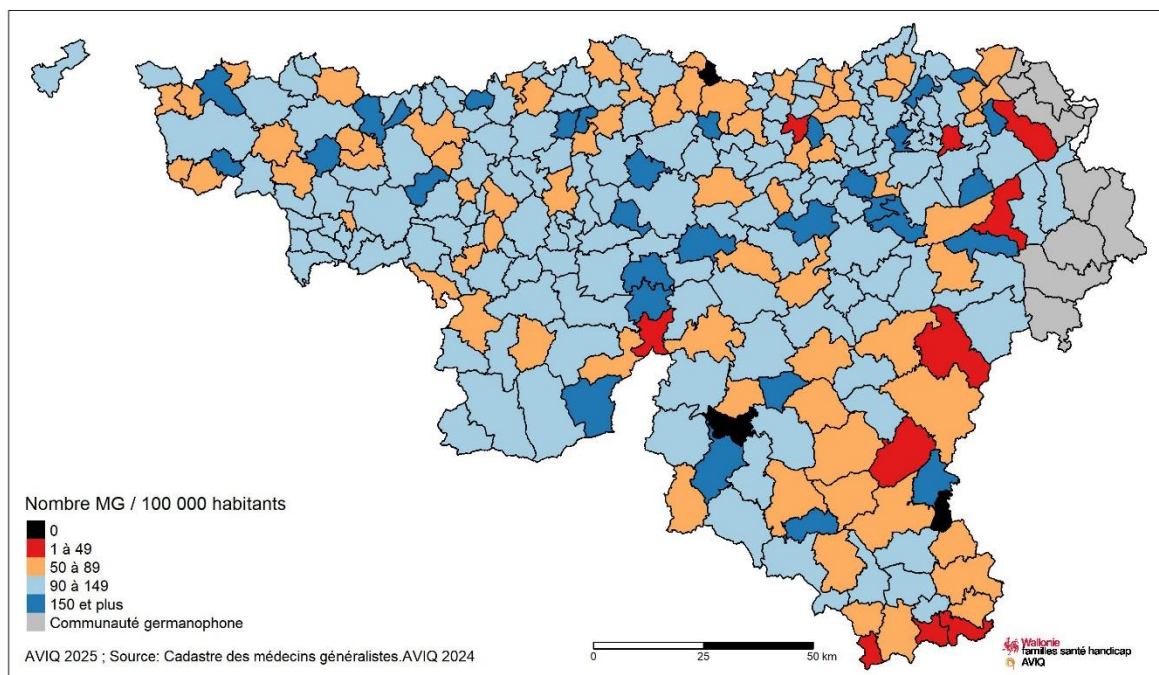 Nombre MG / 100 000 habitants
0
1 à 49
50 à 89
90 à 149
150 et plus
Communauté germanophone
AVIQ 2025 ; Source: Cadastre des médecins généralistes.AVIQ 2024
0 25 50 km
Wallonie
familles santé handicap
AVIQ